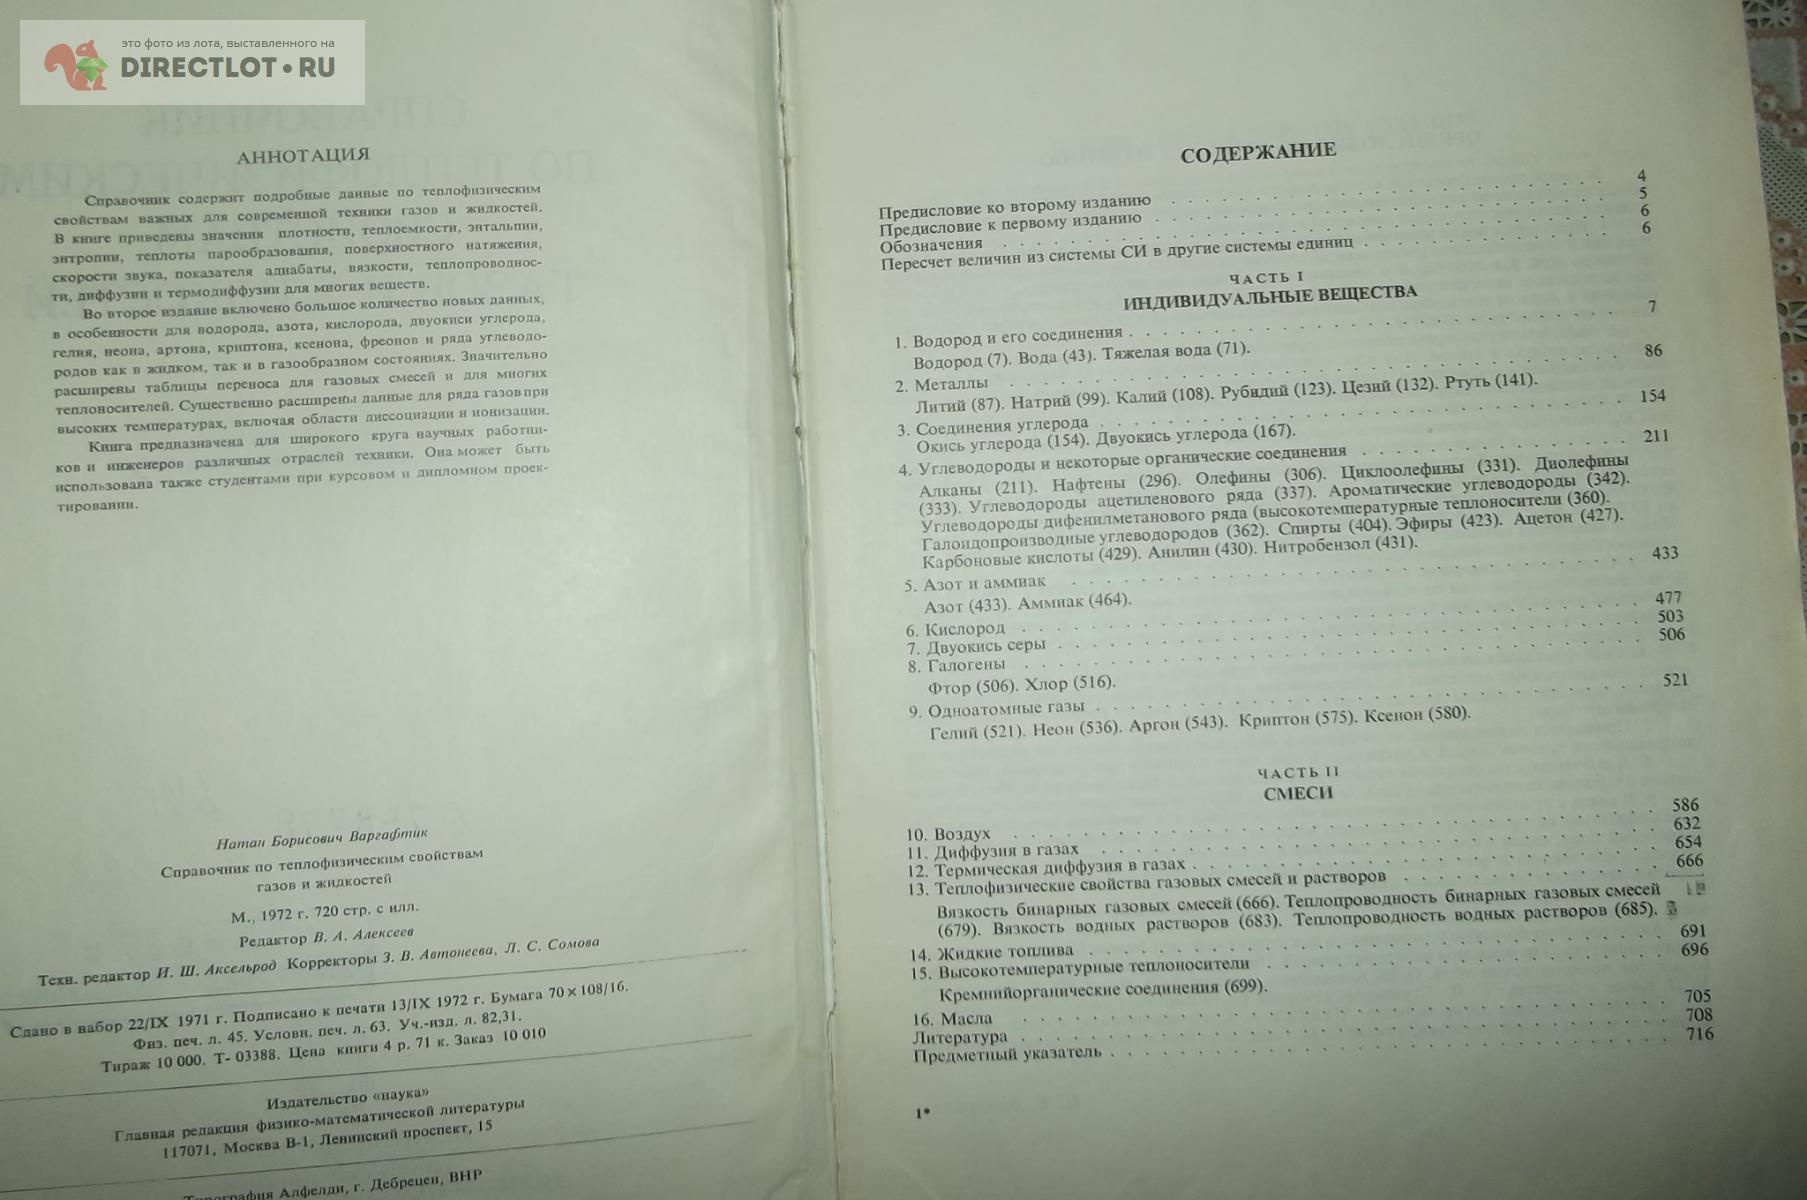 это фото из лота, выставленного на
DIRECTLOT•RU
АННОТАЦИЯ
Справочник содержит подробные данные по теплофизическим
свойствам важных для современной техники газов и жидкостей.
В книге приведены значения плотности, теплоемкости, энтальпии,
энтропии, теплоты парообразования, поверхностного натяжения,
скорости звука, показателя адиабаты, вязкости, теплопроводнос-
ти, диффузии и термодиффузии для многих веществ.
Во второе издание включено большое количество новых данных,
в особенности для водорода, азота, кислорода, двуокиси углерода,
гелия, неона, аргона, криптона, ксенона, фреонов и ряда углеводо-
родов как в жидком, так и в газообразном состояниях. Значительно
расширены таблицы переноса для газовых смесей и для многих
теплоносителей. Существенно расширены данные для ряда газов при
высоких температурах, включая области диссоциации и ионизации.
Книга предназначена для широкого круга научных работни-
ков и инженеров различных отраслей техники. Она может быть
использована также студентами при курсовом и дипломном проек-
тировании.
Натан Борисович Варгафтик
Справочник по теплофизическим свойствам
газов и жидкостей
М., 1972 г. 720 стр. с илл.
Редактор В. А. Алексеев
Техн. редактор И. Ш. Аксельрод Корректоры З. В. Автонеева, Л. С. Сомова
Сдано в набор 22/IX 1971 г. Подписано к печати 13/IX 1972 г. Бумага 70×108/16.
Физ. печ. л. 45. Условн. печ. л. 63. Уч.-изд. л. 82,31.
Тираж 10 000. Т- 03388. Цена книги 4 р. 71 к. Заказ 10 010
Издательство «наука»
Главная редакция физико-математической литературы
117071, Москва В-1, Ленинский проспект, 15
Типография Алфелди, г. Дебрецен, ВНР
СОДЕРЖАНИЕ
Предисловие ко второму изданию . . . . . 4
Предисловие к первому изданию . . . . . 5
Обозначения . . . . . 6
Пересчет величин из системы СИ в другие системы единиц . . . . . 6
ЧАСТЬ I
ИНДИВИДУАЛЬНЫЕ ВЕЩЕСТВА
1. Водород и его соединения . . . . . 7
Водород (7). Вода (43). Тяжелая вода (71).
2. Металлы . . . . . 86
Литий (87). Натрий (99). Калий (108). Рубидий (123). Цезий (132). Ртуть (141).
3. Соединения углерода . . . . . 154
Окись углерода (154). Двуокись углерода (167).
4. Углеводороды и некоторые органические соединения . . . . . 211
Алканы (211). Нафтены (296). Олефины (306). Циклоолефины (331). Диолефины
(333). Углеводороды ацетиленового ряда (337). Ароматические углеводороды (342).
Углеводороды дифенилметанового ряда (высокотемпературные теплоносители (360).
Галоидопроизводные углеводородов (362). Спирты (404). Эфиры (423). Ацетон (427).
Карбоновые кислоты (429). Анилин (430). Нитробензол (431).
5. Азот и аммиак . . . . . 433
Азот (433). Аммиак (464).
6. Кислород . . . . . 477
7. Двуокись серы . . . . . 503
8. Галогены . . . . . 506
Фтор (506). Хлор (516).
9. Одноатомные газы . . . . . 521
Гелий (521). Неон (536). Аргон (543). Криптон (575). Ксенон (580).
ЧАСТЬ II
СМЕСИ
10. Воздух . . . . . 586
11. Диффузия в газах . . . . . 632
12. Термическая диффузия в газах . . . . . 654
13. Теплофизические свойства газовых смесей и растворов . . . . . 666
Вязкость бинарных газовых смесей (666). Теплопроводность бинарных газовых смесей
(679). Вязкость водных растворов (683). Теплопроводность водных растворов (685).
14. Жидкие топлива . . . . . 691
15. Высокотемпературные теплоносители . . . . . 696
Кремнийорганические соединения (699).
16. Масла . . . . . 705
Литература . . . . . 708
Предметный указатель . . . . . 716
1*